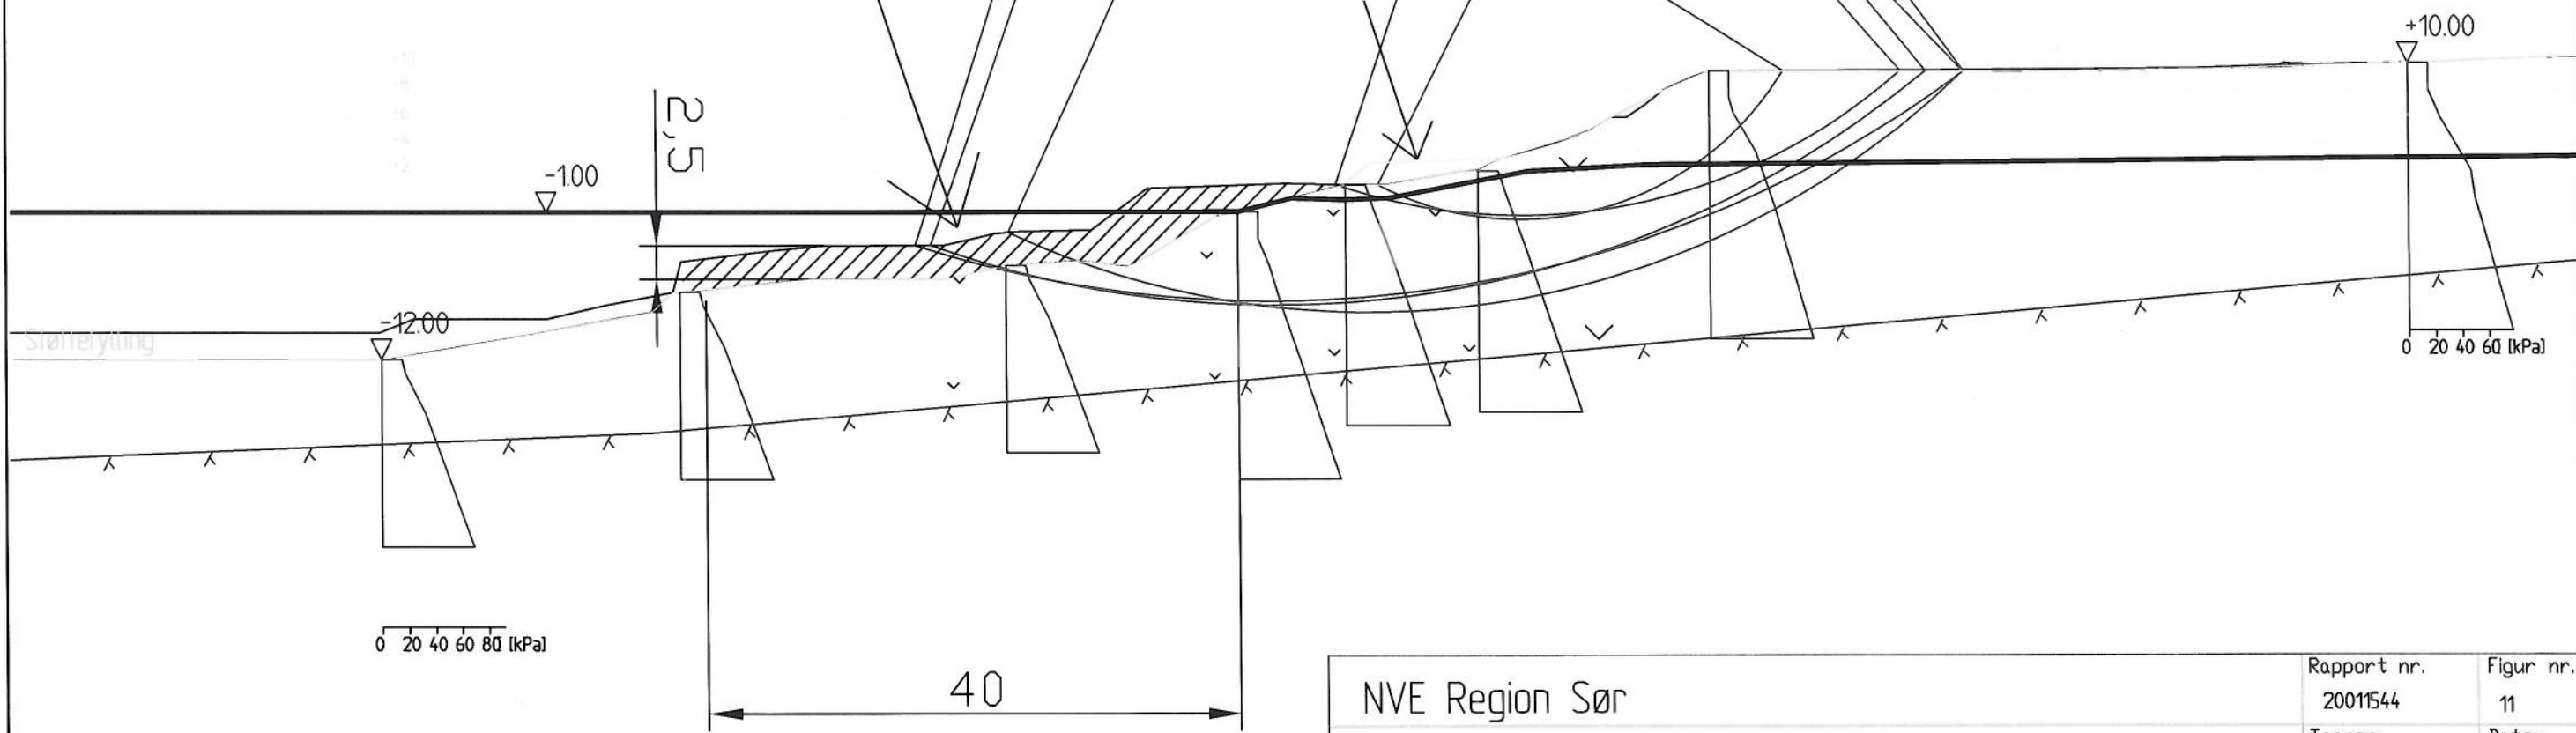 +10.00
2,5
-1.00
-12.00
Støttefylling
0 20 40 60 [kPa]
0 20 40 60 80 [kPa]
40
NVE Region Sør
Rapport nr.
20011544
Figur nr.
11